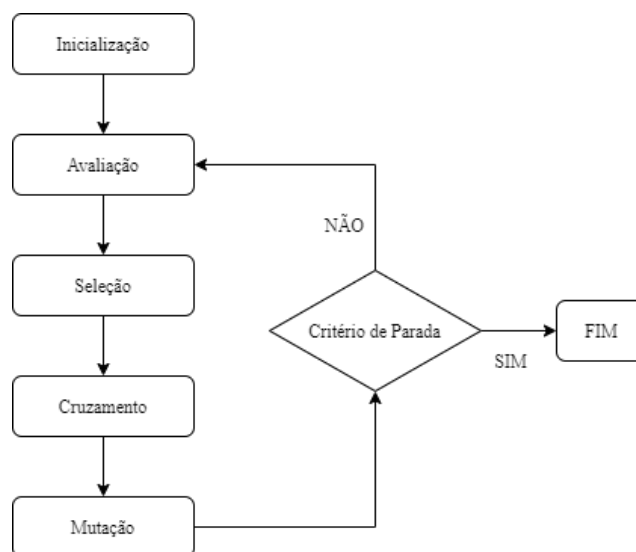 Inicialização
Avaliação
NÃO
Seleção
Critério de Parada
FIM
SIM
Cruzamento
Mutação